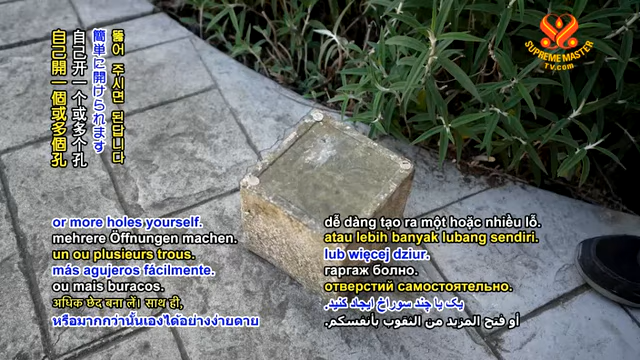 뚫어 주시면 된답니다
簡単に開けられます
自己开一个或多个孔
自己開一個或多個孔
SUPREME MASTER
TV.com
or more holes yourself.
mehrere Öffnungen machen.
un ou plusieurs trous.
más agujeros fácilmente.
ou mais buracos.
अधिक छेद बना लें। साथ ही,
หรือมากกว่านั้นเองได้อย่างง่ายดาย
dễ dàng tạo ra một hoặc nhiều lỗ.
atau lebih banyak lubang sendiri.
lub więcej dziur.
гаргаж болно.
отверстий самостоятельно.
یک یا چند سوراخ ایجاد کنید.
أو فتح المزيد من الثقوب بأنفسكم.